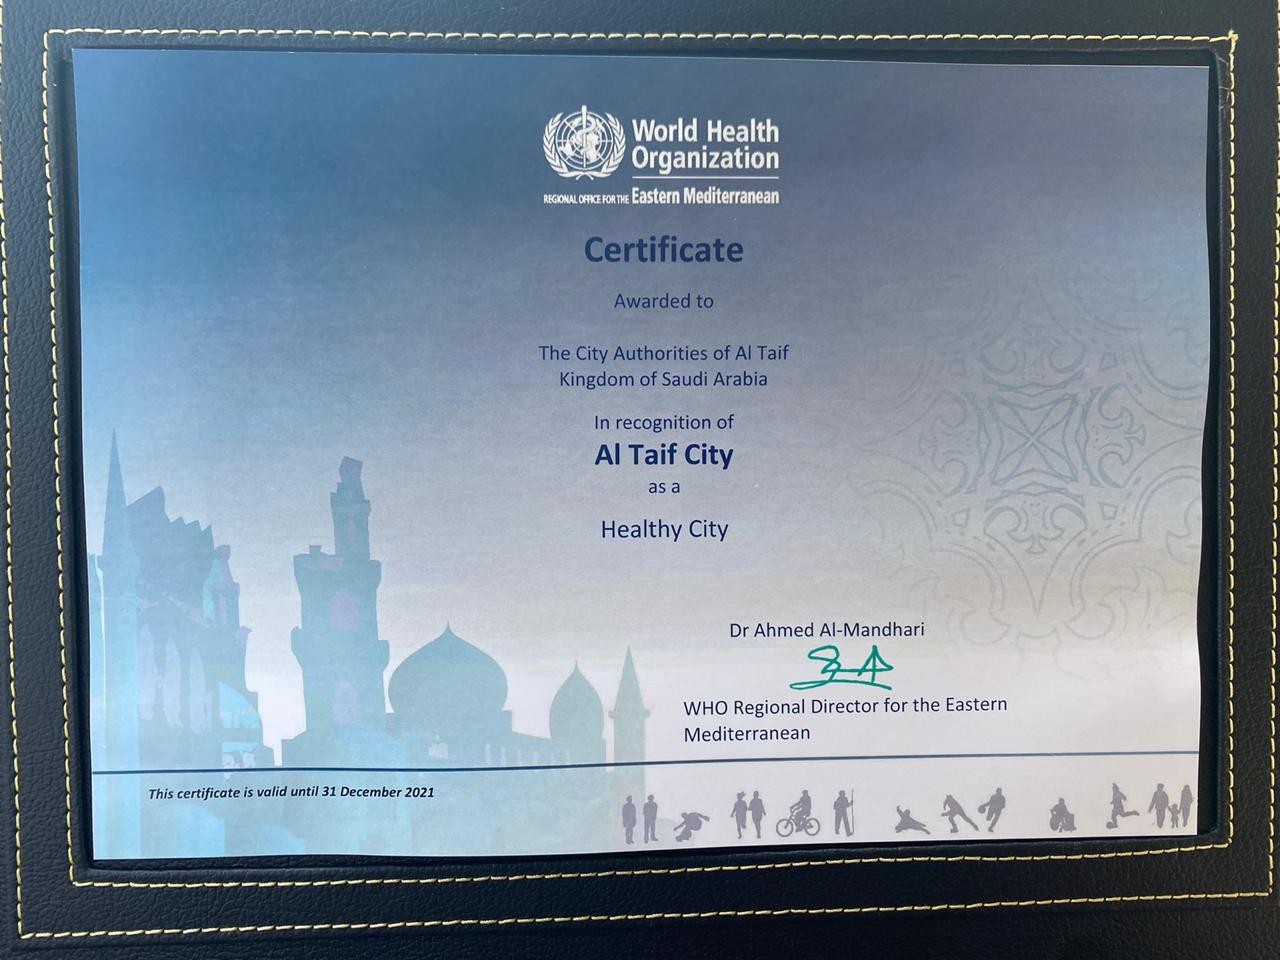 World Health
Organization
REGIONAL OFFICE FOR THE Eastern Mediterranean
Certificate
Awarded to
The City Authorities of Al Taif
Kingdom of Saudi Arabia
In recognition of
Al Taif City
as a
Healthy City
Dr Ahmed Al-Mandhari
WHO Regional Director for the Eastern
Mediterranean
This certificate is valid until 31 December 2021